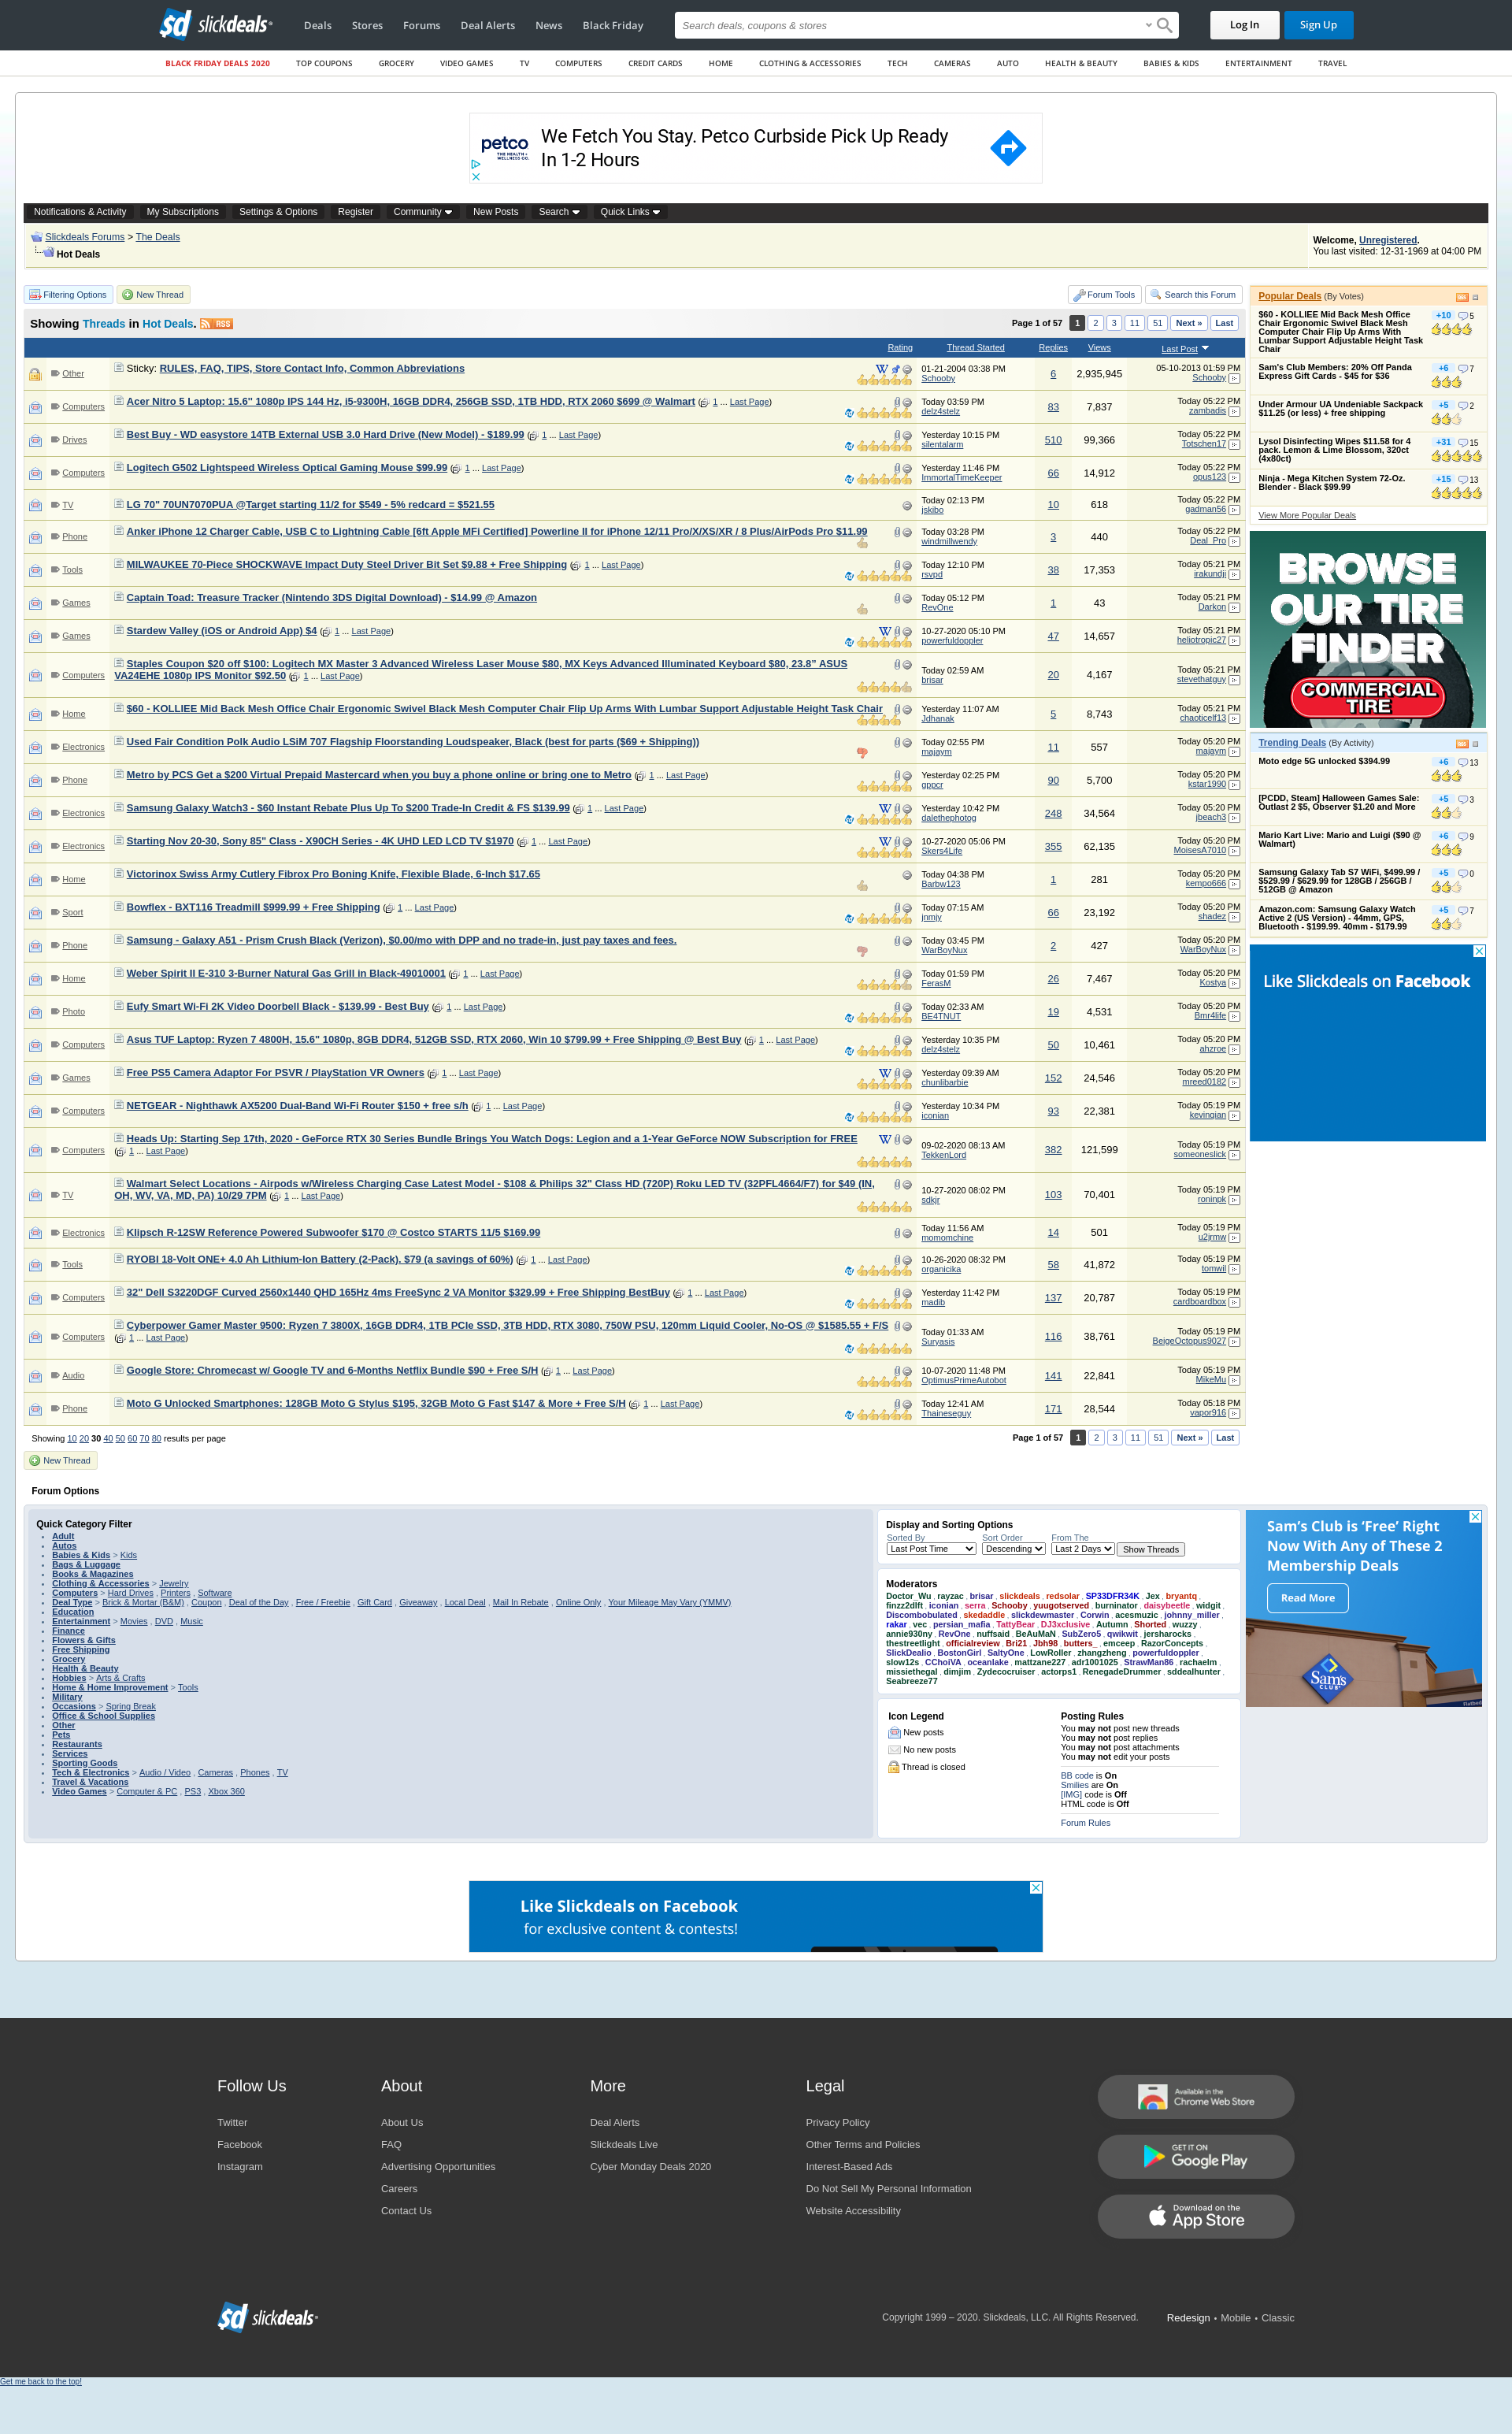 slickdeals
Deals Stores Forums Deal Alerts News Black Friday
Search deals, coupons & stores
Log In Sign Up
BLACK FRIDAY DEALS 2020 TOP COUPONS GROCERY VIDEO GAMES TV COMPUTERS CREDIT CARDS HOME CLOTHING & ACCESSORIES TECH CAMERAS AUTO HEALTH & BEAUTY BABIES & KIDS ENTERTAINMENT TRAVEL
petco
We Fetch You Stay. Petco Curbside Pick Up Ready
In 1-2 Hours
Notifications & Activity My Subscriptions Settings & Options Register Community New Posts Search Quick Links
Slickdeals Forums > The Deals
Hot Deals
Welcome, Unregistered.
You last visited: 12-31-1969 at 04:00 PM
Filtering Options New Thread Forum Tools Search this Forum
Showing Threads in Hot Deals. RSS
Page 1 of 57 1 2 3 11 51 Next » Last
Rating Thread Started Replies Views Last Post
Other Sticky: RULES, FAQ, TIPS, Store Contact Info, Common Abbreviations 01-21-2004 03:38 PM Schooby 6 2,935,945 05-10-2013 01:59 PM Schooby
Computers Acer Nitro 5 Laptop: 15.6" 1080p IPS 144 Hz, i5-9300H, 16GB DDR4, 256GB SSD, 1TB HDD, RTX 2060 $699 @ Walmart ( 1 ... Last Page) Today 03:59 PM delz4stelz 83 7,837 Today 05:22 PM zambadis
Drives Best Buy - WD easystore 14TB External USB 3.0 Hard Drive (New Model) - $189.99 ( 1 ... Last Page) Yesterday 10:15 PM silentalarm 510 99,366 Today 05:22 PM Totschen17
Computers Logitech G502 Lightspeed Wireless Optical Gaming Mouse $99.99 ( 1 ... Last Page) Yesterday 11:46 PM ImmortalTimeKeeper 66 14,912 Today 05:22 PM opus123
TV LG 70" 70UN7070PUA @Target starting 11/2 for $549 - 5% redcard = $521.55 Today 02:13 PM jskibo 10 618 Today 05:22 PM gadman56
Phone Anker iPhone 12 Charger Cable, USB C to Lightning Cable [6ft Apple MFi Certified] Powerline II for iPhone 12/11 Pro/X/XS/XR / 8 Plus/AirPods Pro $11.99 Today 03:28 PM windmillwendy 3 440 Today 05:22 PM Deal_Pro
Tools MILWAUKEE 70-Piece SHOCKWAVE Impact Duty Steel Driver Bit Set $9.88 + Free Shipping ( 1 ... Last Page) Today 12:10 PM rsvpd 38 17,353 Today 05:21 PM irakundji
Games Captain Toad: Treasure Tracker (Nintendo 3DS Digital Download) - $14.99 @ Amazon Today 05:12 PM RevOne 1 43 Today 05:21 PM Darkon
Games Stardew Valley (iOS or Android App) $4 ( 1 ... Last Page) 10-27-2020 05:10 PM powerfuldoppler 47 14,657 Today 05:21 PM heliotropic27
Computers Staples Coupon $20 off $100: Logitech MX Master 3 Advanced Wireless Laser Mouse $80, MX Keys Advanced Illuminated Keyboard $80, 23.8" ASUS
VA24EHE 1080p IPS Monitor $92.50 ( 1 ... Last Page) Today 02:59 AM brisar 20 4,167 Today 05:21 PM stevethatguy
Home $60 - KOLLIEE Mid Back Mesh Office Chair Ergonomic Swivel Black Mesh Computer Chair Flip Up Arms With Lumbar Support Adjustable Height Task Chair Yesterday 11:07 AM Jdhanak 5 8,743 Today 05:21 PM chaoticelf13
Electronics Used Fair Condition Polk Audio LSiM 707 Flagship Floorstanding Loudspeaker, Black (best for parts ($69 + Shipping)) Today 02:55 PM majaym 11 557 Today 05:20 PM majaym
Phone Metro by PCS Get a $200 Virtual Prepaid Mastercard when you buy a phone online or bring one to Metro ( 1 ... Last Page) Yesterday 02:25 PM gppcr 90 5,700 Today 05:20 PM kstar1990
Electronics Samsung Galaxy Watch3 - $60 Instant Rebate Plus Up To $200 Trade-In Credit & FS $139.99 ( 1 ... Last Page) Yesterday 10:42 PM dalethephotog 248 34,564 Today 05:20 PM jbeach3
Electronics Starting Nov 20-30, Sony 85" Class - X90CH Series - 4K UHD LED LCD TV $1970 ( 1 ... Last Page) 10-27-2020 05:06 PM Skers4Life 355 62,135 Today 05:20 PM MoisesA7010
Home Victorinox Swiss Army Cutlery Fibrox Pro Boning Knife, Flexible Blade, 6-Inch $17.65 Today 04:38 PM Barbw123 1 281 Today 05:20 PM kempo666
Sport Bowflex - BXT116 Treadmill $999.99 + Free Shipping ( 1 ... Last Page) Today 07:15 AM jnmjy 66 23,192 Today 05:20 PM shadez
Phone Samsung - Galaxy A51 - Prism Crush Black (Verizon), $0.00/mo with DPP and no trade-in, just pay taxes and fees. Today 03:45 PM WarBoyNux 2 427 Today 05:20 PM WarBoyNux
Home Weber Spirit II E-310 3-Burner Natural Gas Grill in Black-49010001 ( 1 ... Last Page) Today 01:59 PM FerasM 26 7,467 Today 05:20 PM Kostya
Photo Eufy Smart Wi-Fi 2K Video Doorbell Black - $139.99 - Best Buy ( 1 ... Last Page) Today 02:33 AM BE4TNUT 19 4,531 Today 05:20 PM Bmr4life
Computers Asus TUF Laptop: Ryzen 7 4800H, 15.6" 1080p, 8GB DDR4, 512GB SSD, RTX 2060, Win 10 $799.99 + Free Shipping @ Best Buy ( 1 ... Last Page) Yesterday 10:35 PM delz4stelz 50 10,461 Today 05:20 PM ahzroe
Games Free PS5 Camera Adaptor For PSVR / PlayStation VR Owners ( 1 ... Last Page) Yesterday 09:39 AM chunlibarbie 152 24,546 Today 05:20 PM mreed0182
Computers NETGEAR - Nighthawk AX5200 Dual-Band Wi-Fi Router $150 + free s/h ( 1 ... Last Page) Yesterday 10:34 PM iconian 93 22,381 Today 05:19 PM kevinqian
Computers Heads Up: Starting Sep 17th, 2020 - GeForce RTX 30 Series Bundle Brings You Watch Dogs: Legion and a 1-Year GeForce NOW Subscription for FREE
( 1 ... Last Page) 09-02-2020 08:13 AM TekkenLord 382 121,599 Today 05:19 PM someoneslick
TV Walmart Select Locations - Airpods w/Wireless Charging Case Latest Model - $108 & Philips 32" Class HD (720P) Roku LED TV (32PFL4664/F7) for $49 (IN,
OH, WV, VA, MD, PA) 10/29 7PM ( 1 ... Last Page) 10-27-2020 08:02 PM sdkjr 103 70,401 Today 05:19 PM roninpk
Electronics Klipsch R-12SW Reference Powered Subwoofer $170 @ Costco STARTS 11/5 $169.99 Today 11:56 AM momomchine 14 501 Today 05:19 PM u2jrmw
Tools RYOBI 18-Volt ONE+ 4.0 Ah Lithium-Ion Battery (2-Pack). $79 (a savings of 60%) ( 1 ... Last Page) 10-26-2020 08:32 PM organicika 58 41,872 Today 05:19 PM tomwil
Computers 32" Dell S3220DGF Curved 2560x1440 QHD 165Hz 4ms FreeSync 2 VA Monitor $329.99 + Free Shipping BestBuy ( 1 ... Last Page) Yesterday 11:42 PM madib 137 20,787 Today 05:19 PM cardboardbox
Computers Cyberpower Gamer Master 9500: Ryzen 7 3800X, 16GB DDR4, 1TB PCIe SSD, 3TB HDD, RTX 3080, 750W PSU, 120mm Liquid Cooler, No-OS @ $1585.55 + F/S
( 1 ... Last Page) Today 01:33 AM Suryasis 116 38,761 Today 05:19 PM BeigeOctopus9027
Audio Google Store: Chromecast w/ Google TV and 6-Months Netflix Bundle $90 + Free S/H ( 1 ... Last Page) 10-07-2020 11:48 PM OptimusPrimeAutobot 141 22,841 Today 05:19 PM MikeMu
Phone Moto G Unlocked Smartphones: 128GB Moto G Stylus $195, 32GB Moto G Fast $147 & More + Free S/H ( 1 ... Last Page) Today 12:41 AM Thaineseguy 171 28,544 Today 05:18 PM vapor916
Showing 10 20 30 40 50 60 70 80 results per page
Page 1 of 57 1 2 3 11 51 Next » Last
New Thread
Popular Deals (By Votes)
$60 - KOLLIEE Mid Back Mesh Office
Chair Ergonomic Swivel Black Mesh
Computer Chair Flip Up Arms With
Lumbar Support Adjustable Height Task
Chair
+10 5
Sam's Club Members: 20% Off Panda
Express Gift Cards - $45 for $36
+6 7
Under Armour UA Undeniable Sackpack
$11.25 (or less) + free shipping
+5 2
Lysol Disinfecting Wipes $11.58 for 4
pack. Lemon & Lime Blossom, 320ct
(4x80ct)
+31 15
Ninja - Mega Kitchen System 72-Oz.
Blender - Black $99.99
+15 13
View More Popular Deals
BROWSE
OUR TIRE
FINDER
COMMERCIAL
TIRE
Trending Deals (By Activity)
Moto edge 5G unlocked $394.99
+6 13
[PCDD, Steam] Halloween Games Sale:
Outlast 2 $5, Observer $1.20 and More
+5 3
Mario Kart Live: Mario and Luigi ($90 @
Walmart)
+6 9
Samsung Galaxy Tab S7 WiFi, $499.99 /
$529.99 / $629.99 for 128GB / 256GB /
512GB @ Amazon
+5 0
Amazon.com: Samsung Galaxy Watch
Active 2 (US Version) - 44mm, GPS,
Bluetooth - $199.99. 40mm - $179.99
+5 7
Like Slickdeals on Facebook
Forum Options
Quick Category Filter
Adult
Autos
Babies & Kids > Kids
Bags & Luggage
Books & Magazines
Clothing & Accessories > Jewelry
Computers > Hard Drives , Printers , Software
Deal Type > Brick & Mortar (B&M) , Coupon , Deal of the Day , Free / Freebie , Gift Card , Giveaway , Local Deal , Mail In Rebate , Online Only , Your Mileage May Vary (YMMV)
Education
Entertainment > Movies , DVD , Music
Finance
Flowers & Gifts
Free Shipping
Grocery
Health & Beauty
Hobbies > Arts & Crafts
Home & Home Improvement > Tools
Military
Occasions > Spring Break
Office & School Supplies
Other
Pets
Restaurants
Services
Sporting Goods
Tech & Electronics > Audio / Video , Cameras , Phones , TV
Travel & Vacations
Video Games > Computer & PC , PS3 , Xbox 360
Display and Sorting Options
Sorted By Sort Order From The
Last Post Time Descending Last 2 Days Show Threads
Moderators
Doctor_Wu , rayzac , brisar , slickdeals , redsolar , SP33DFR34K , Jex , bryantq ,
finzz2dlft , iconian , serra , Schooby , yuugotserved , burninator , daisybeetle , widgit ,
Discombobulated , skedaddle , slickdewmaster , Corwin , acesmuzic , johnny_miller ,
rakar , vec , persian_mafia , TattyBear , DJ3xclusive , Autumn , Shorted , wuzzy ,
annie930ny , RevOne , nuffsaid , BeAuMaN , SubZero5 , qwikwit , jersharocks ,
thestreetlight , officialreview , Bri21 , Jbh98 , butters_ , emceep , RazorConcepts ,
SlickDealio , BostonGirl , SaltyOne , LowRoller , zhangzheng , powerfuldoppler ,
slow12s , CChoiVA , oceanlake , mattzane227 , adr1001025 , StrawMan86 , rachaelm ,
missiethegal , dimjim , Zydecocruiser , actorps1 , RenegadeDrummer , sddealhunter ,
Seabreeze77
Icon Legend
New posts
No new posts
Thread is closed
Posting Rules
You may not post new threads
You may not post replies
You may not post attachments
You may not edit your posts
BB code is On
Smilies are On
[IMG] code is Off
HTML code is Off
Forum Rules
Sam's Club is 'Free' Right
Now With Any of These 2
Membership Deals
Read More
Sam's
CLUB
Like Slickdeals on Facebook
for exclusive content & contests!
Follow Us
Twitter
Facebook
Instagram
About
About Us
FAQ
Advertising Opportunities
Careers
Contact Us
More
Deal Alerts
Slickdeals Live
Cyber Monday Deals 2020
Legal
Privacy Policy
Other Terms and Policies
Interest-Based Ads
Do Not Sell My Personal Information
Website Accessibility
Available in the
Chrome Web Store
GET IT ON
Google Play
Download on the
App Store
slickdeals
Copyright 1999 – 2020. Slickdeals, LLC. All Rights Reserved. Redesign • Mobile • Classic
Get me back to the top!